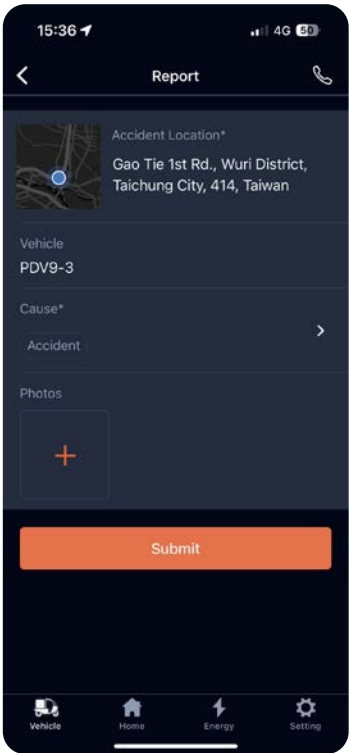 15:36
4G 50
Report
Accident Location*
Gao Tie 1st Rd., Wuri District,
Taichung City, 414, Taiwan
Vehicle
PDV9-3
Cause*
Accident
Photos
Submit
Vehicle
Home
Energy
Setting